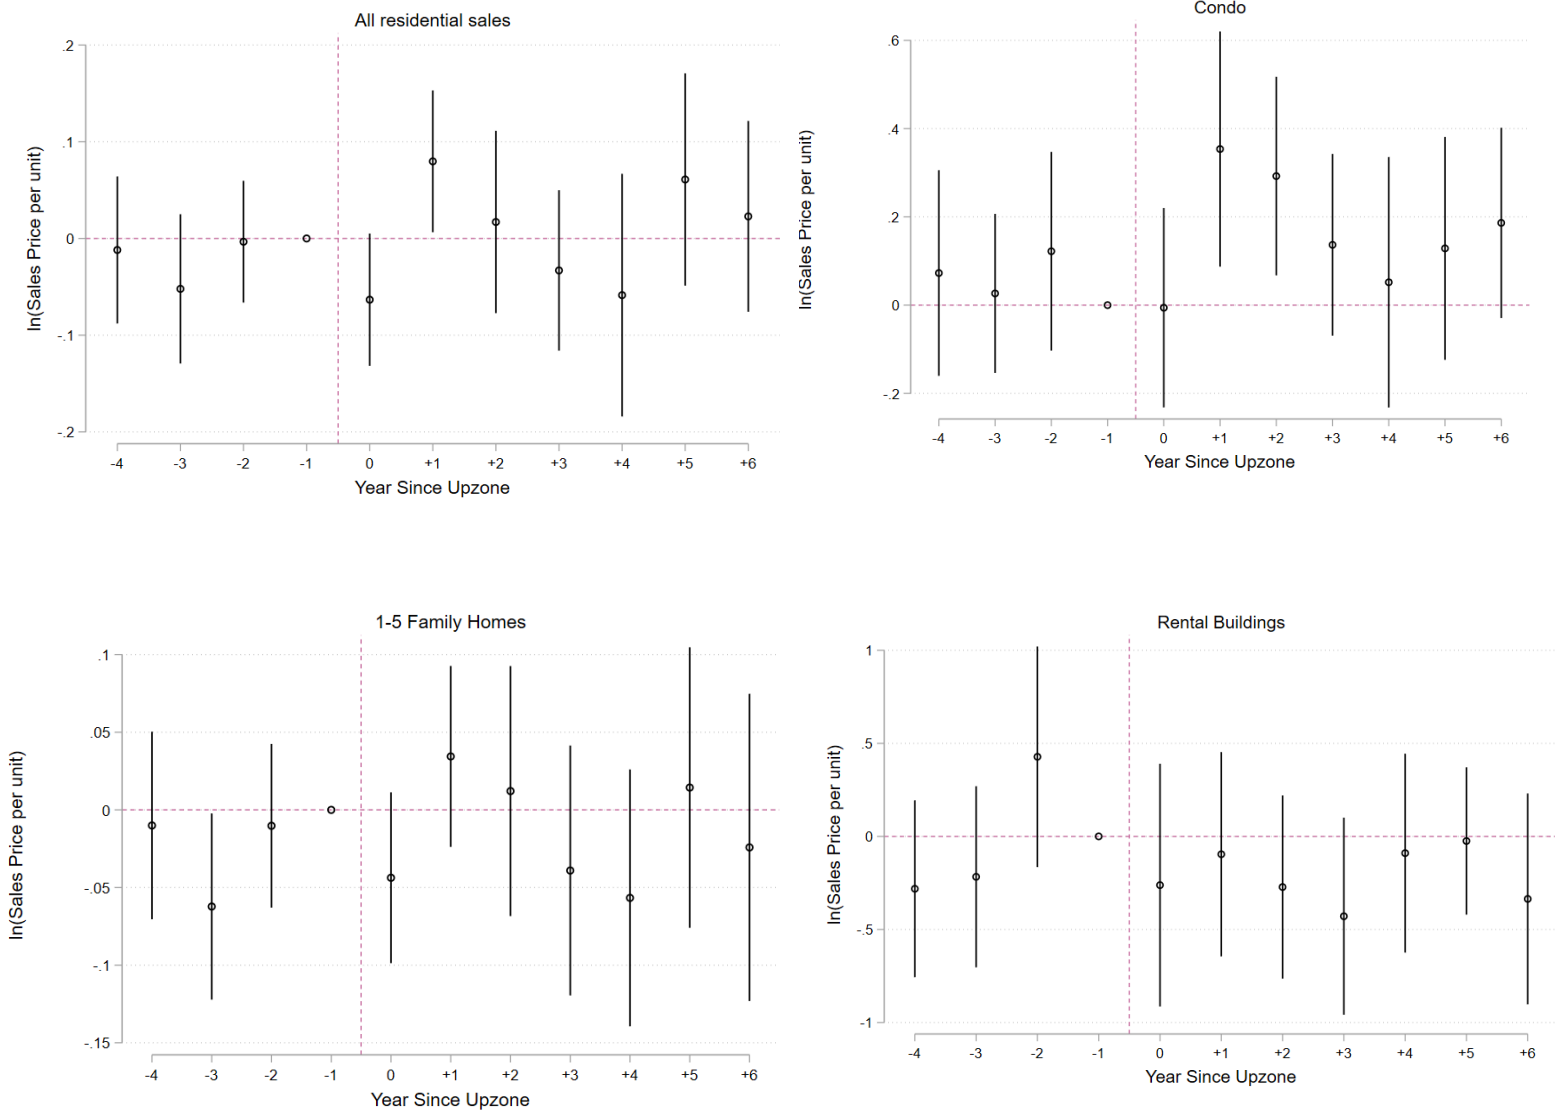 All residential sales
ln(Sales Price per unit)
.2
.1
0
-.1
-.2
-4 -3 -2 -1 0 +1 +2 +3 +4 +5 +6
Year Since Upzone
Condo
ln(Sales Price per unit)
.6
.4
.2
0
-.2
-4 -3 -2 -1 0 +1 +2 +3 +4 +5 +6
Year Since Upzone
1-5 Family Homes
ln(Sales Price per unit)
.1
.05
0
-.05
-.1
-.15
-4 -3 -2 -1 0 +1 +2 +3 +4 +5 +6
Year Since Upzone
Rental Buildings
ln(Sales Price per unit)
1
.5
0
-.5
-1
-4 -3 -2 -1 0 +1 +2 +3 +4 +5 +6
Year Since Upzone